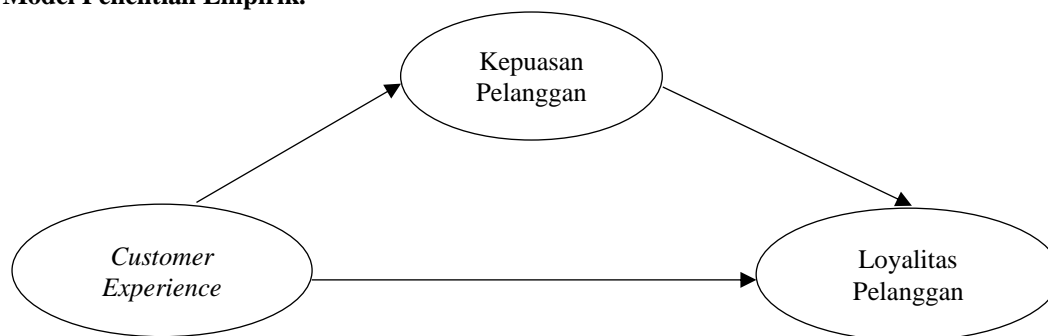 Model Penelitian Empirik.
Kepuasan
Pelanggan
Customer
Experience
Loyalitas
Pelanggan